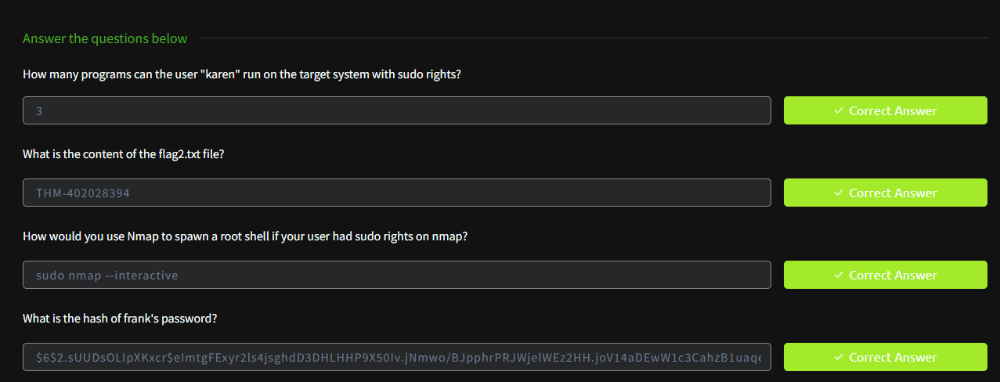 Answer the questions below
How many programs can the user "karen" run on the target system with sudo rights?
3
✓ Correct Answer
What is the content of the flag2.txt file?
THM-402028394
✓ Correct Answer
How would you use Nmap to spawn a root shell if your user had sudo rights on nmap?
sudo nmap --interactive
✓ Correct Answer
What is the hash of frank's password?
$6$2.sUUDsOLIpXKxcr$eImtgFExyr2ls4jsghdD3DHLHHP9X50Iv.jNmwo/BJpphrPRJWjelWEz2HH.joV14aDEwW1c3CahzB1uaqe
✓ Correct Answer